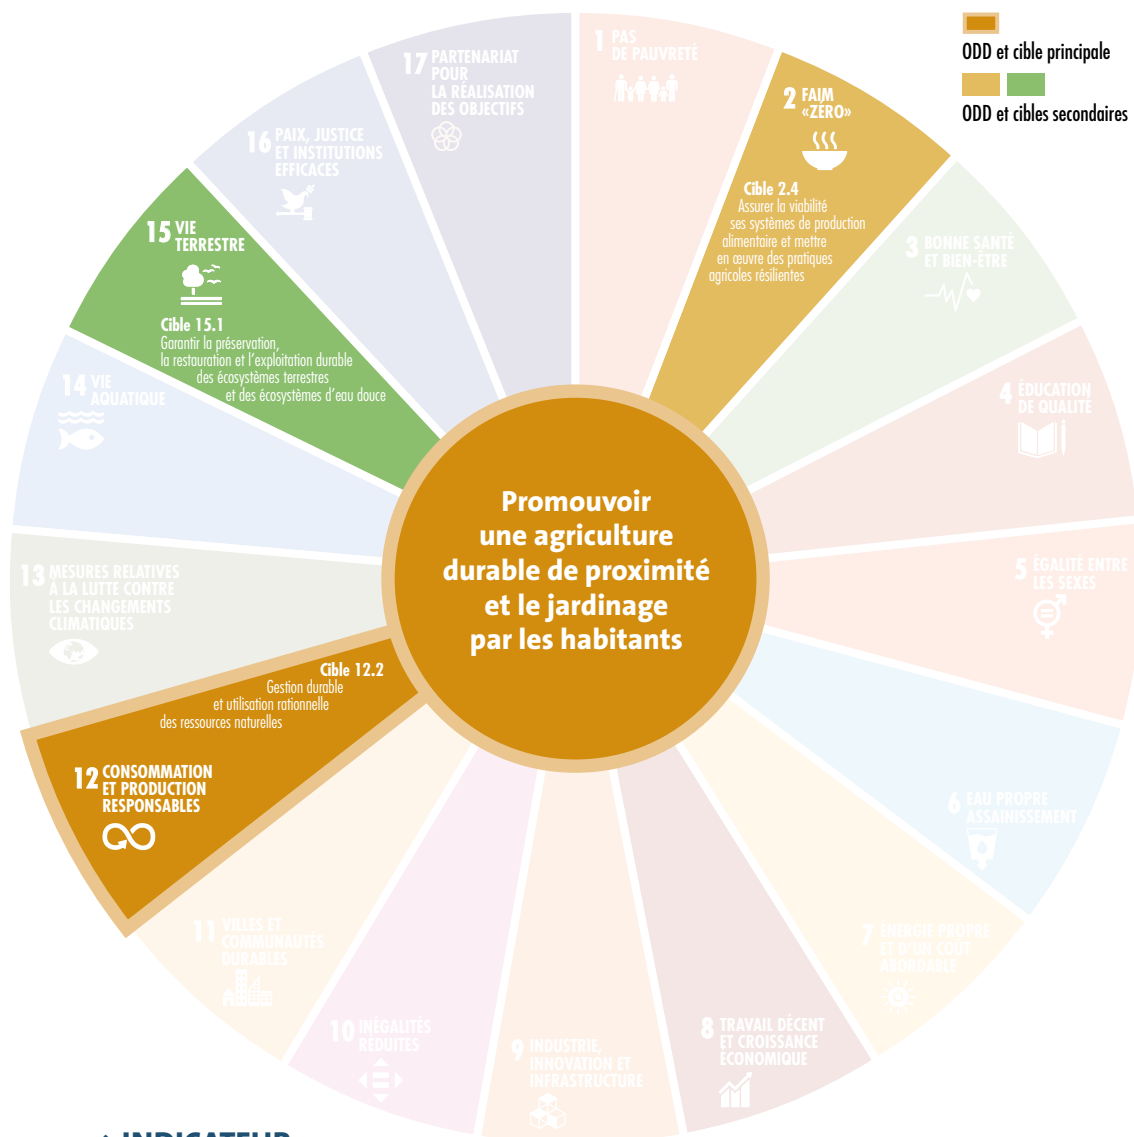 1 PAS
DE PAUVRETÉ
2 FAIM
«ZÉRO»
Cible 2.4
Assurer la viabilité
ses systèmes de production
alimentaire et mettre
en œuvre des pratiques
agricoles résilientes
3 BONNE SANTÉ
ET BIEN-ÊTRE
4 ÉDUCATION
DE QUALITÉ
5 ÉGALITÉ ENTRE
LES SEXES
6 EAU PROPRE
ASSAINISSEMENT
7 ÉNERGIE PROPRE
ET D'UN COÛT
ABORDABLE
8 TRAVAIL DÉCENT
ET CROISSANCE
ÉCONOMIQUE
9 INDUSTRIE,
INNOVATION ET
INFRASTRUCTURE
10 INÉGALITÉS
RÉDUITES
11 VILLES ET
COMMUNAUTÉS
DURABLES
Cible 12.2
Gestion durable
et utilisation rationnelle
des ressources naturelles
12 CONSOMMATION
ET PRODUCTION
RESPONSABLES
13 MESURES RELATIVES
À LA LUTTE CONTRE
LES CHANGEMENTS
CLIMATIQUES
14 VIE
AQUATIQUE
15 VIE
TERRESTRE
Cible 15.1
Garantir la préservation,
la restauration et l'exploitation durable
des écosystèmes terrestres
et des écosystèmes d'eau douce
16 PAIX, JUSTICE
ET INSTITUTIONS
EFFICACES
17 PARTENARIAT
POUR
LA RÉALISATION
DES OBJECTIFS
Promouvoir
une agriculture
durable de proximité
et le jardinage
par les habitants
ODD et cible principale
ODD et cibles secondaires
INDICATEUR